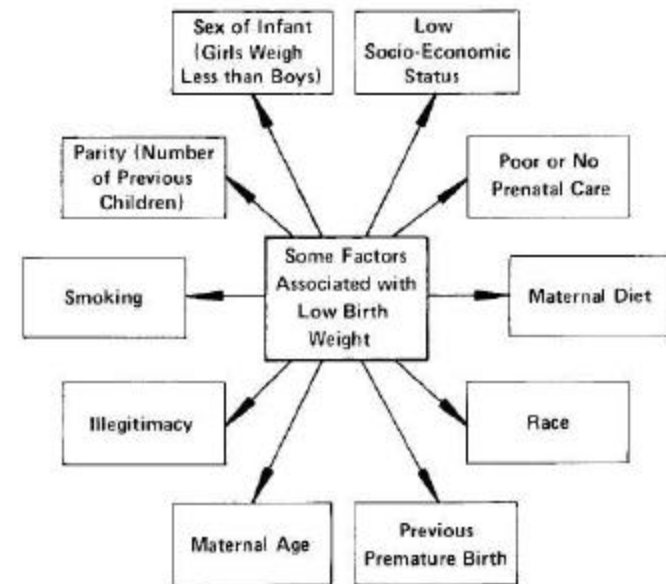 Sex of Infant
(Girls Weigh
Less than Boys)
Low
Socio-Economic
Status
Parity (Number
of Previous
Children)
Poor or No
Prenatal Care
Some Factors
Associated with
Low Birth
Weight
Smoking
Maternal Diet
Illegitimacy
Race
Maternal Age
Previous
Premature Birth